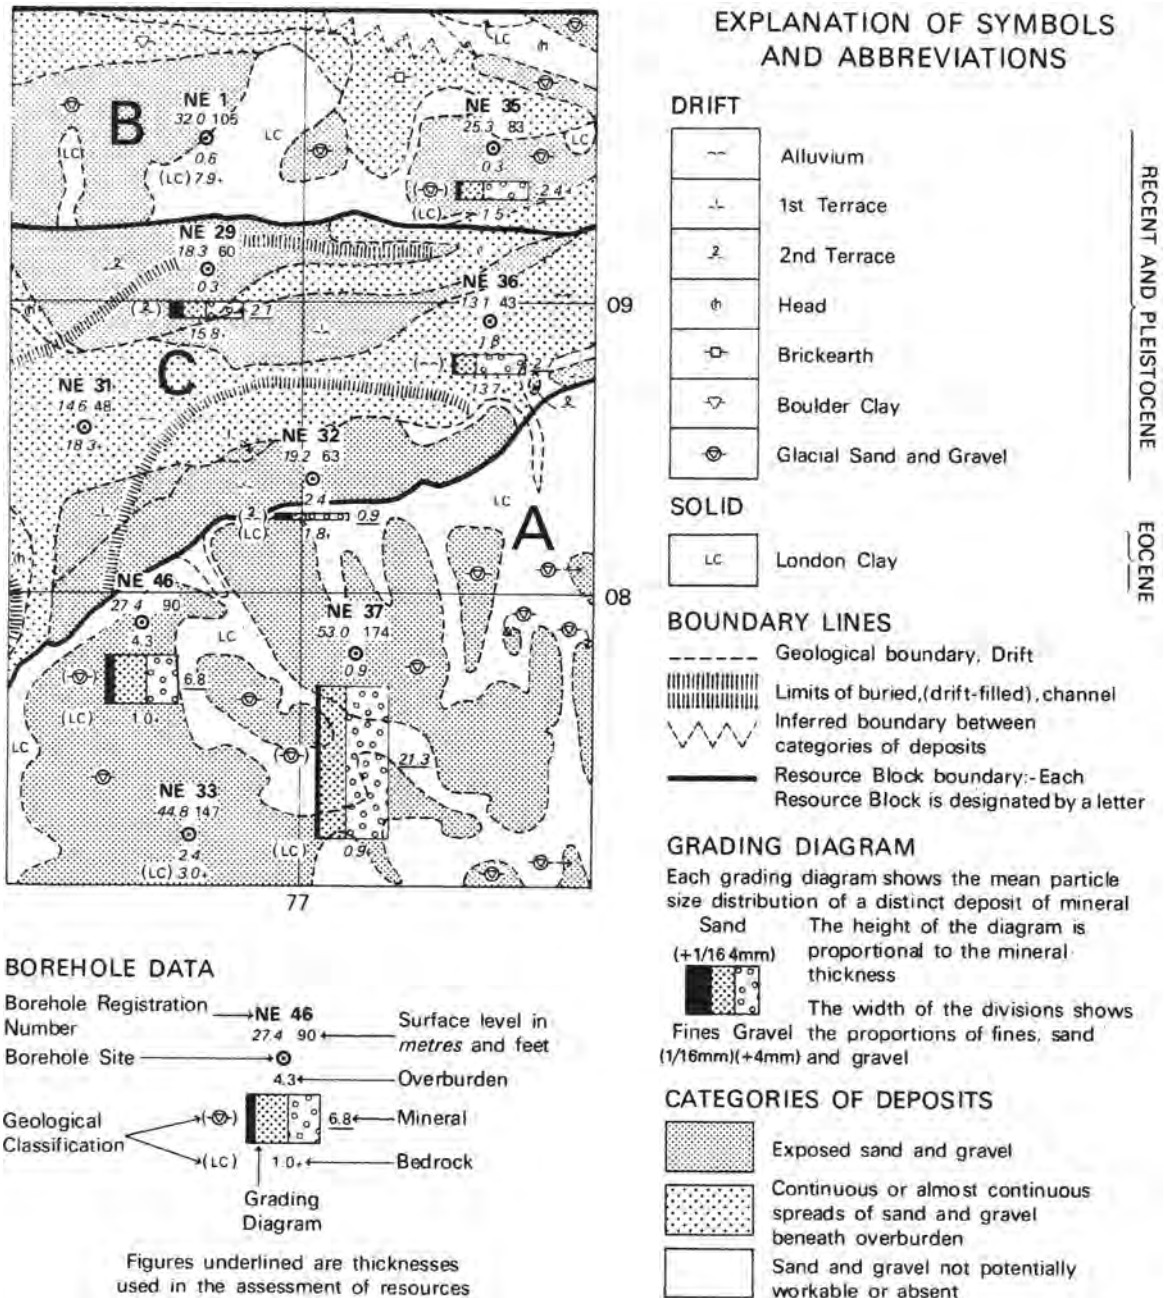 LC
B
NE 1
32.0 105
0.6
(LC) 7.9+
LC
LC
LC
NE 35
25.3 83
0.3
2.4+
(LC) 1.5+
NE 29
18.3 60
0.3
(2) 2.1
15.8+
2
NE 36
13.1 43
1.8
13.7+
2
09
C
NE 31
14.6 48
18.3+
NE 32
19.2 63
2.4
2 0.9
(LC) 1.8+
LC
A
NE 46
27.4 90
4.3
6.8
(LC) 1.0+
LC
NE 37
53.0 174
0.9
21.3
(LC) 0.9+
08
LC
NE 33
44.8 147
2.4
(LC) 3.0+
77
BOREHOLE DATA
Borehole Registration
Number
NE 46
27.4 90
Surface level in
metres and feet
Borehole Site
4.3
Overburden
Geological
Classification
6.8
Mineral
(LC)
1.0+
Bedrock
Grading
Diagram
Figures underlined are thicknesses
used in the assessment of resources
EXPLANATION OF SYMBOLS
AND ABBREVIATIONS
DRIFT
Alluvium
1st Terrace
2 2nd Terrace
Head
Brickearth
Boulder Clay
Glacial Sand and Gravel
RECENT AND PLEISTOCENE
SOLID
LC London Clay
EOCENE
BOUNDARY LINES
Geological boundary, Drift
Limits of buried,(drift-filled), channel
Inferred boundary between
categories of deposits
Resource Block boundary:-Each
Resource Block is designated by a letter
GRADING DIAGRAM
Each grading diagram shows the mean particle
size distribution of a distinct deposit of mineral
Sand
(+1/16 4mm)
The height of the diagram is
proportional to the mineral
thickness
Fines Gravel
(1/16mm)(+4mm)
The width of the divisions shows
the proportions of fines, sand
and gravel
CATEGORIES OF DEPOSITS
Exposed sand and gravel
Continuous or almost continuous
spreads of sand and gravel
beneath overburden
Sand and gravel not potentially
workable or absent